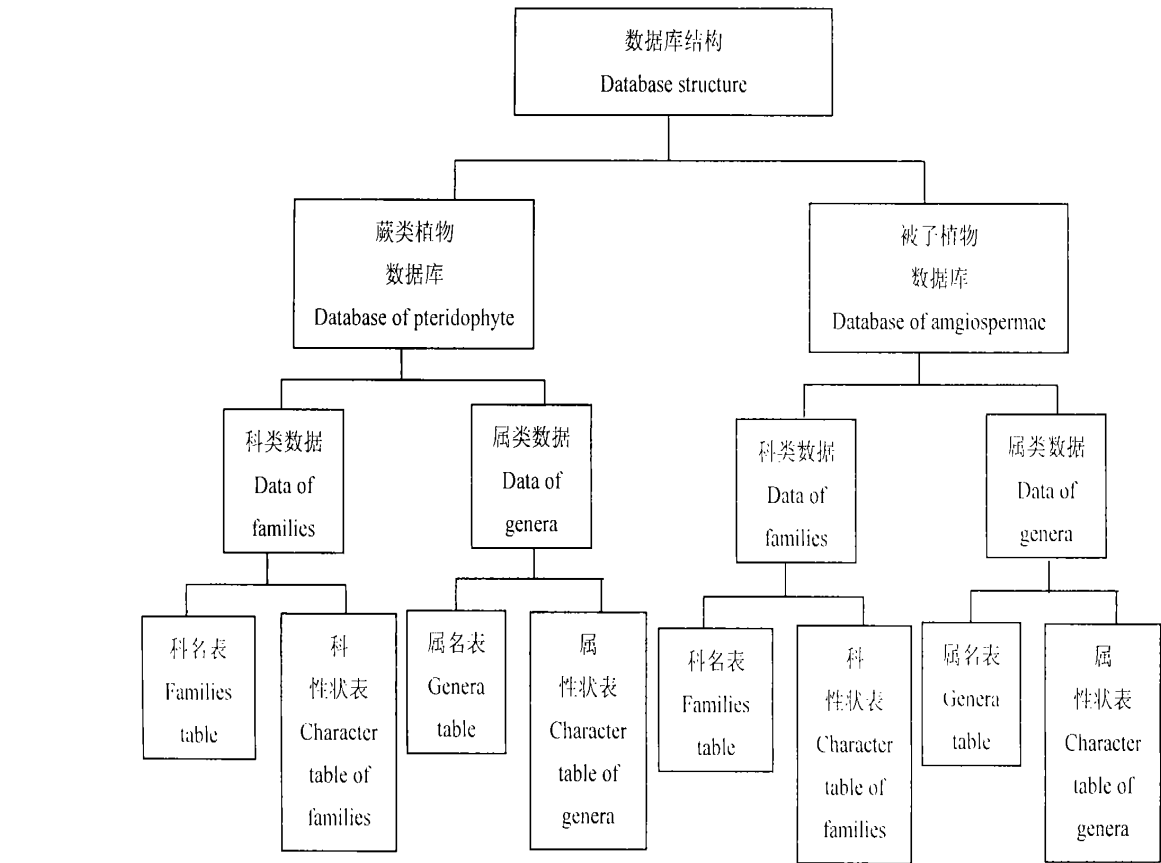 数据库结构
Database structure
蕨类植物
数据库
Database of pteridophyte
被子植物
数据库
Database of amgiospermae
科类数据
Data of
families
属类数据
Data of
genera
科类数据
Data of
families
属类数据
Data of
genera
科名表
Families
table
科
性状表
Character
table of
families
属名表
Genera
table
属
性状表
Character
table of
genera
科名表
Families
table
科
性状表
Character
table of
families
属名表
Genera
table
属
性状表
Character
table of
genera